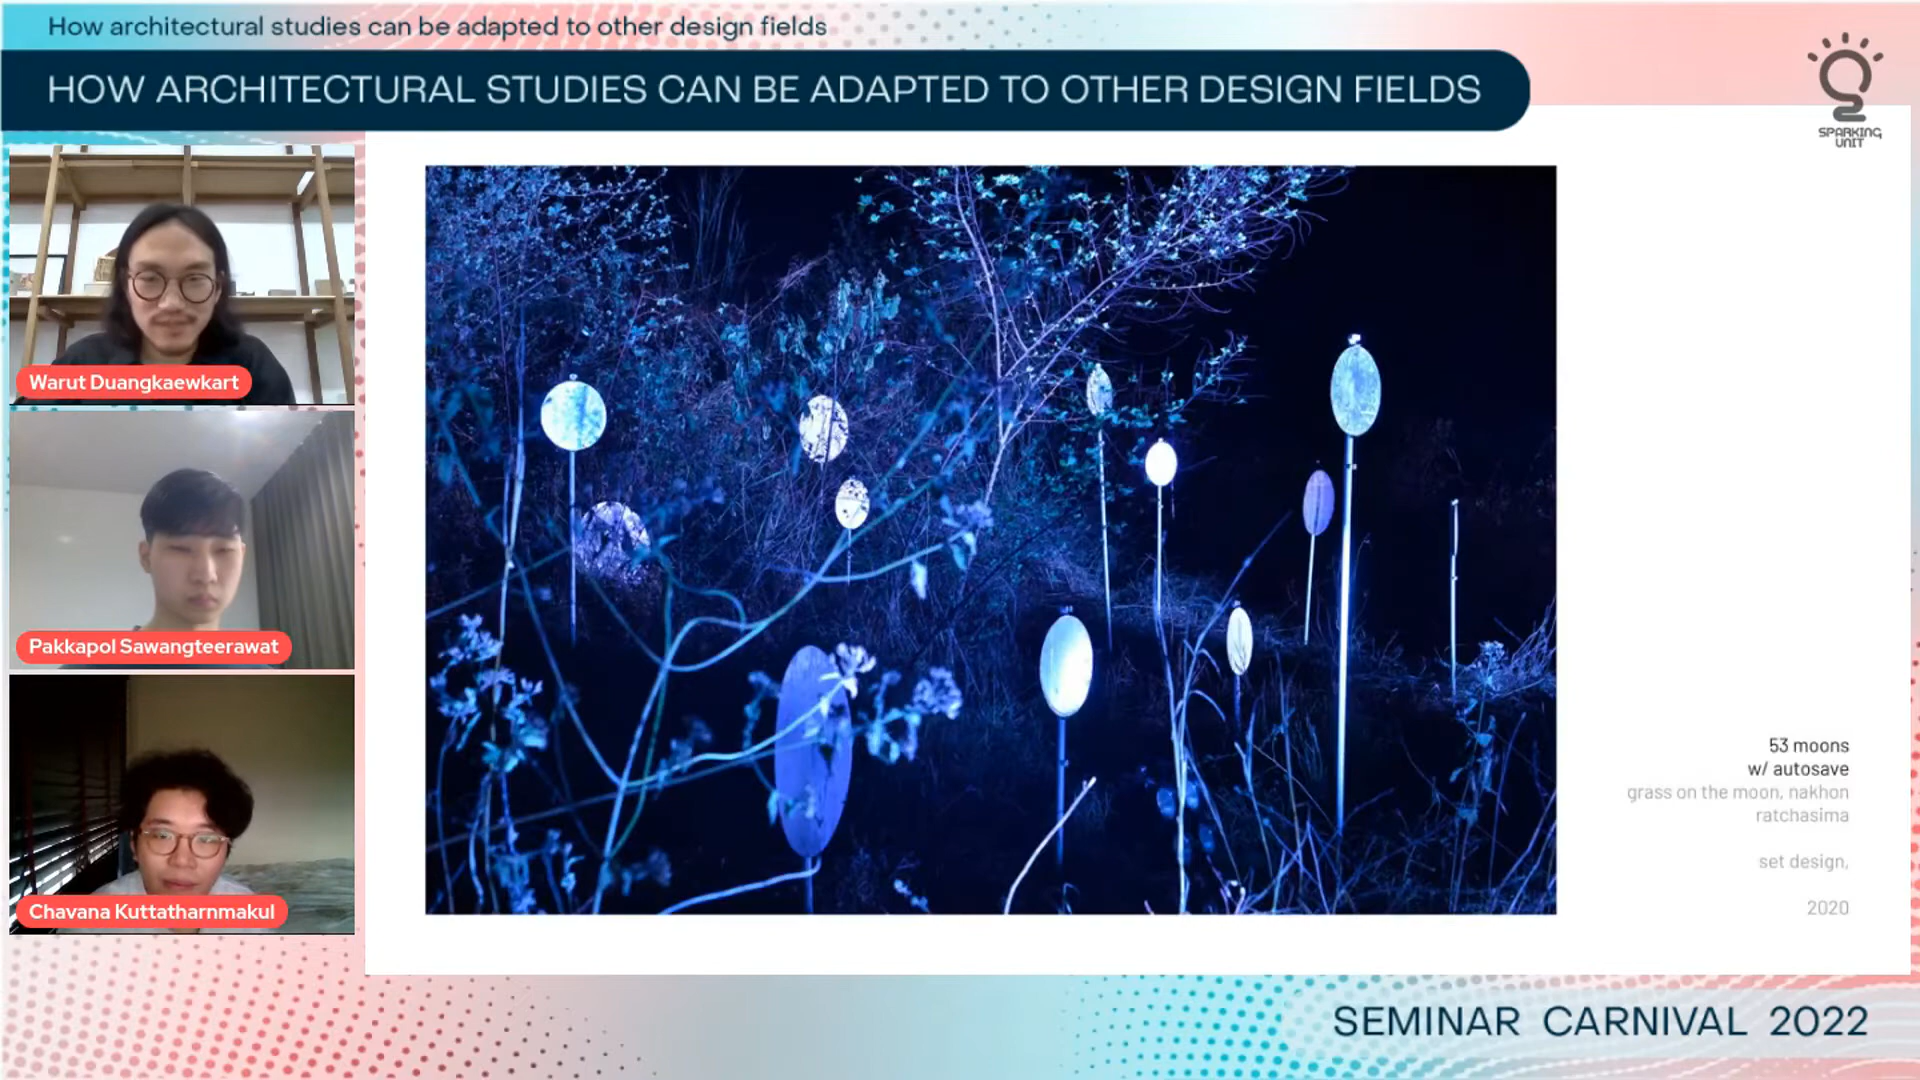 How architectural studies can be adapted to other design fields
HOW ARCHITECTURAL STUDIES CAN BE ADAPTED TO OTHER DESIGN FIELDS
SPARKING
UNIT
Warut Duangkaewkart
Pakkapol Sawangteerawat
Chavana Kuttatharnmakul
53 moons
w/ autosave
grass on the moon, nakhon
ratchasima
set design,
2020
SEMINAR CARNIVAL 2022